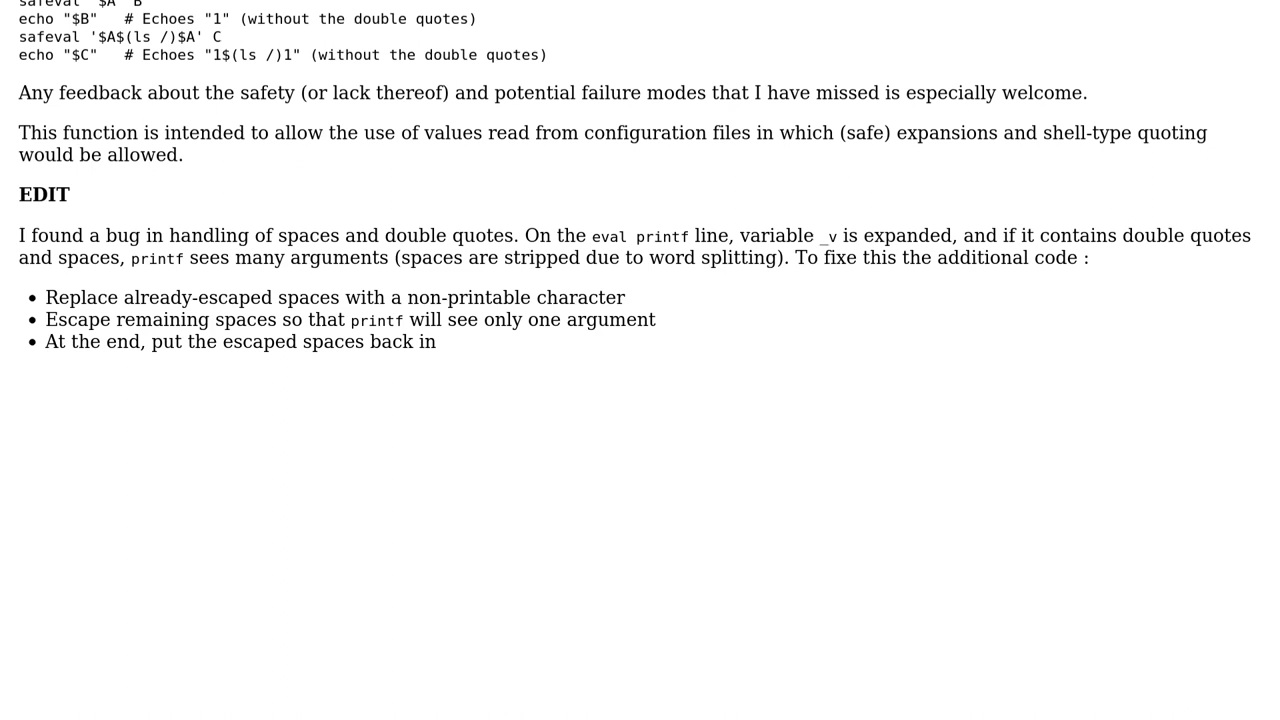 safeval '$A' B
echo "$B"   # Echoes "1" (without the double quotes)
safeval '$A$(ls /)$A' C
echo "$C"   # Echoes "1$(ls /)1" (without the double quotes)
Any feedback about the safety (or lack thereof) and potential failure modes that I have missed is especially welcome.
This function is intended to allow the use of values read from configuration files in which (safe) expansions and shell-type quoting
would be allowed.
EDIT
I found a bug in handling of spaces and double quotes. On the eval printf line, variable _v is expanded, and if it contains double quotes
and spaces, printf sees many arguments (spaces are stripped due to word splitting). To fixe this the additional code :
• Replace already-escaped spaces with a non-printable character
• Escape remaining spaces so that printf will see only one argument
• At the end, put the escaped spaces back in